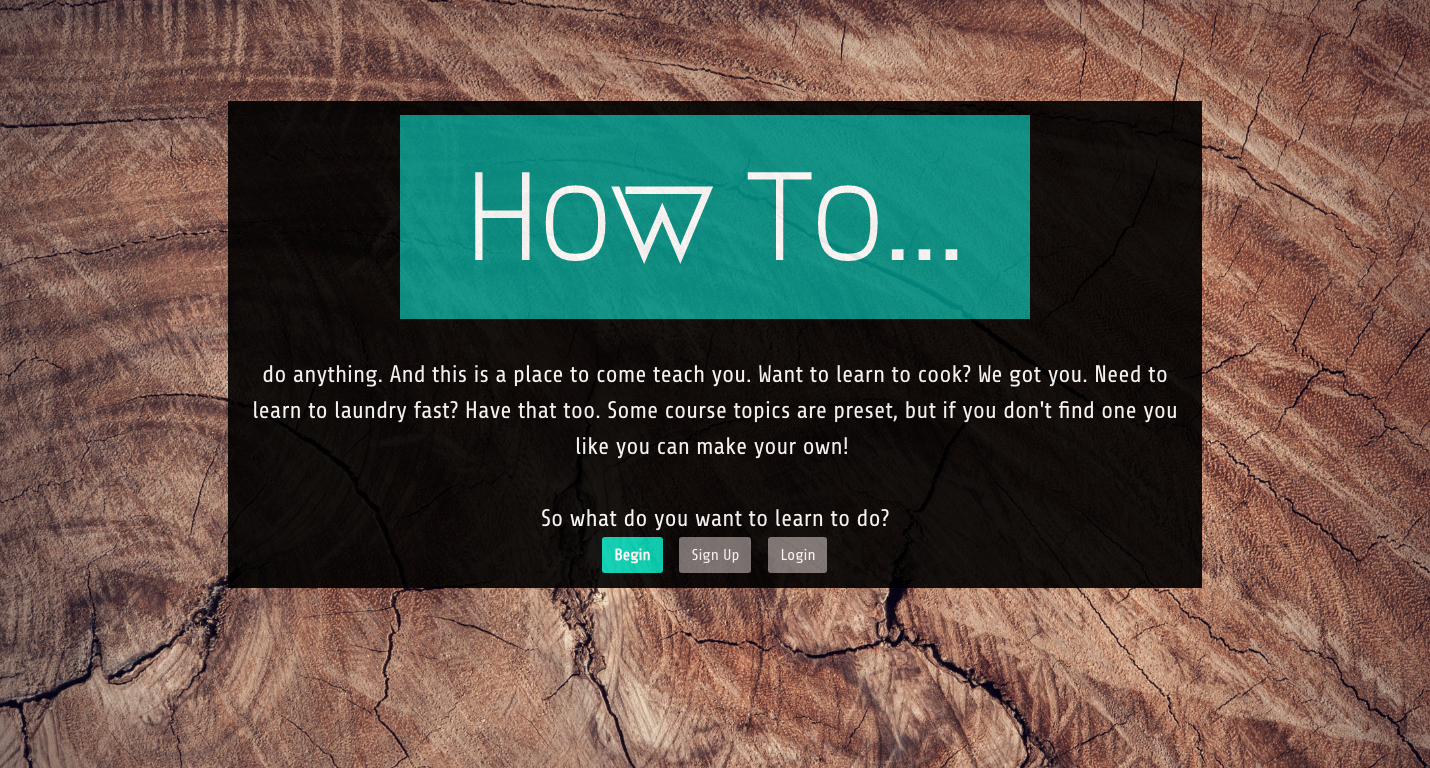 How To...
do anything. And this is a place to come teach you. Want to learn to cook? We got you. Need to
learn to laundry fast? Have that too. Some course topics are preset, but if you don't find one you
like you can make your own!
So what do you want to learn to do?
Begin Sign Up Login